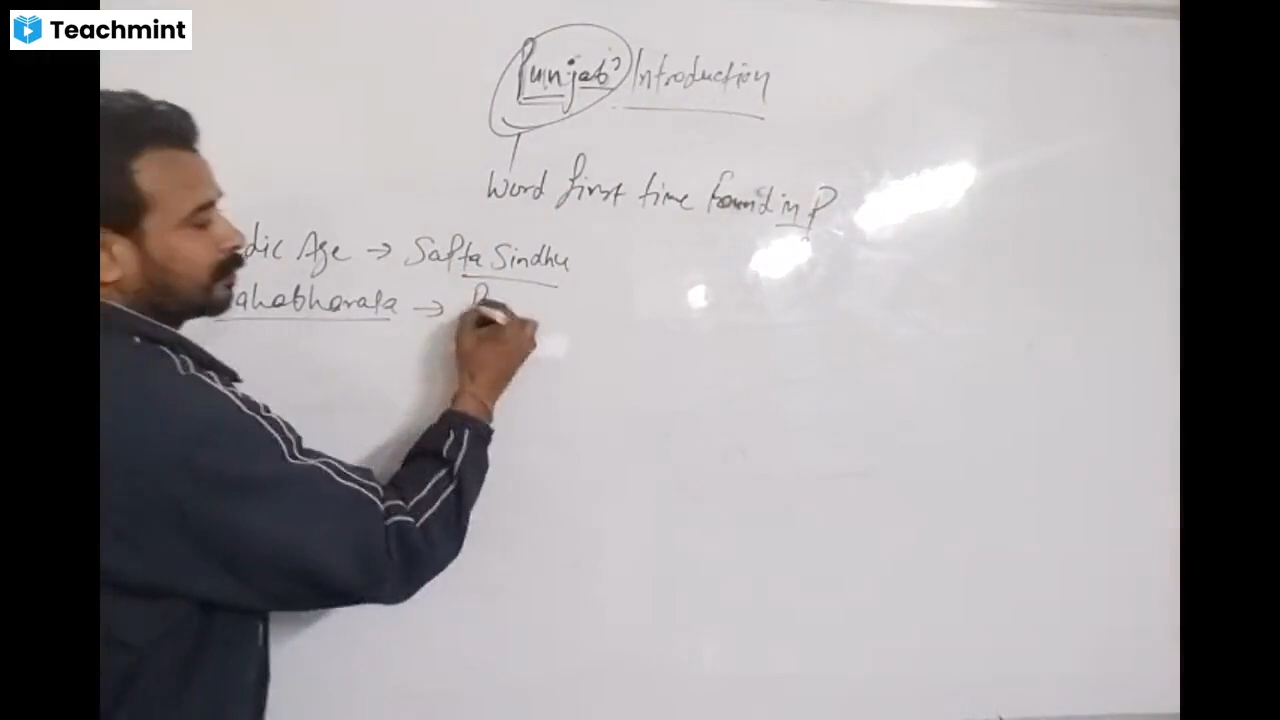 Teachmint
Punjab: Introduction
Word first time found in P
dic Age → Sapta Sindhu
ahabharata →